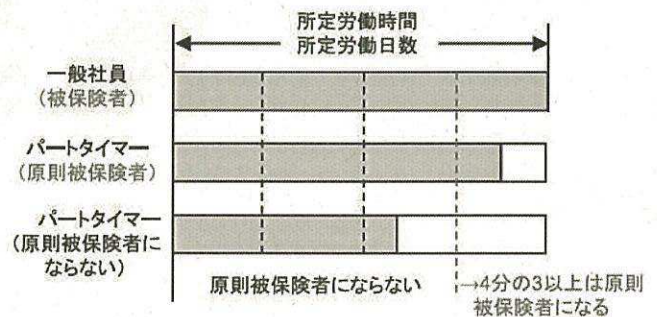 所定労働時間
所定労働日数
一般社員
(被保険者)
パートタイマー
(原則被保険者)
パートタイマー
(原則被保険者に
ならない)
原則被保険者にならない
→4分の3以上は原則
被保険者になる